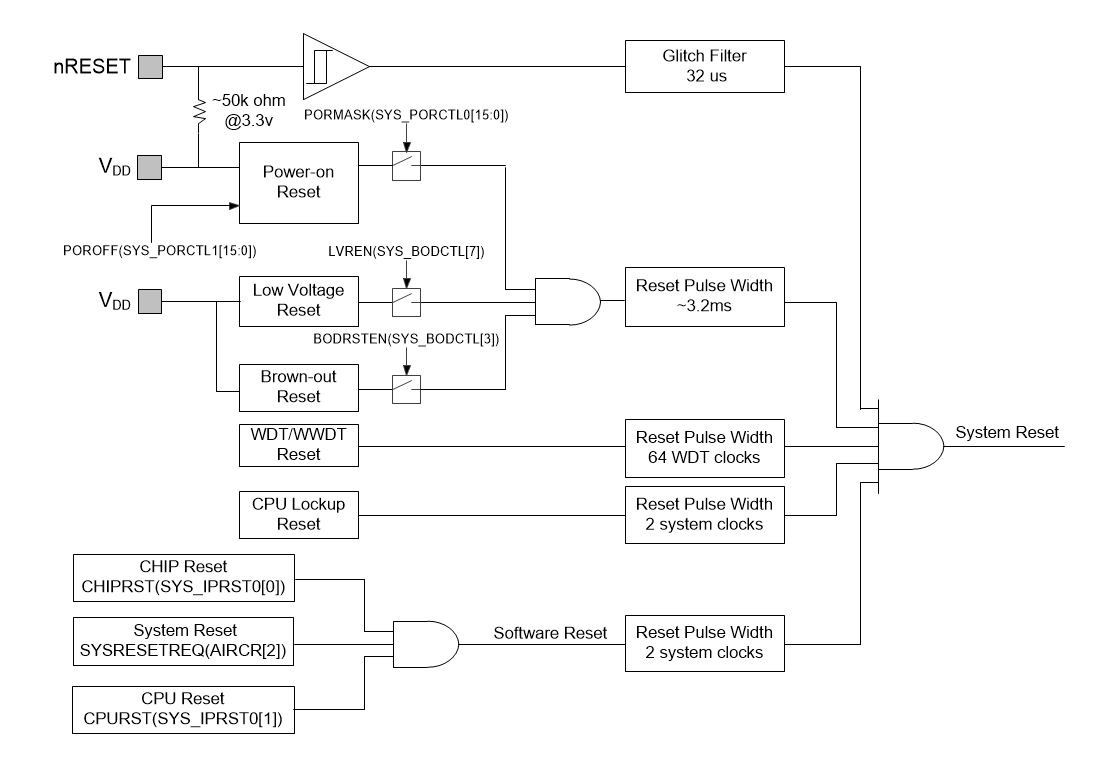 nRESET
Glitch Filter
32 us
~50k ohm
@3.3v
PORMASK(SYS_PORCTL0[15:0])
VDD
Power-on
Reset
POROFF(SYS_PORCTL1[15:0])
LVREN(SYS_BODCTL[7])
VDD
Low Voltage
Reset
Reset Pulse Width
~3.2ms
BODRSTEN(SYS_BODCTL[3])
Brown-out
Reset
WDT/WWDT
Reset
Reset Pulse Width
64 WDT clocks
System Reset
CPU Lockup
Reset
Reset Pulse Width
2 system clocks
CHIP Reset
CHIPRST(SYS_IPRST0[0])
System Reset
SYSRESETREQ(AIRCR[2])
Software Reset
Reset Pulse Width
2 system clocks
CPU Reset
CPURST(SYS_IPRST0[1])